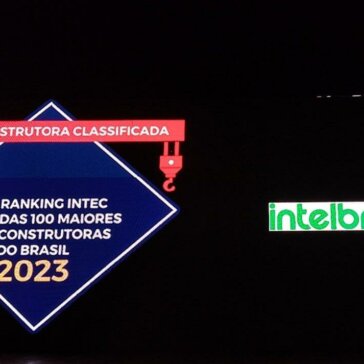 STRUTORA CLASSIFICADA
RANKING INTEC
DAS 100 MAIORES
CONSTRUTORAS
DO BRASIL
2023
intelb